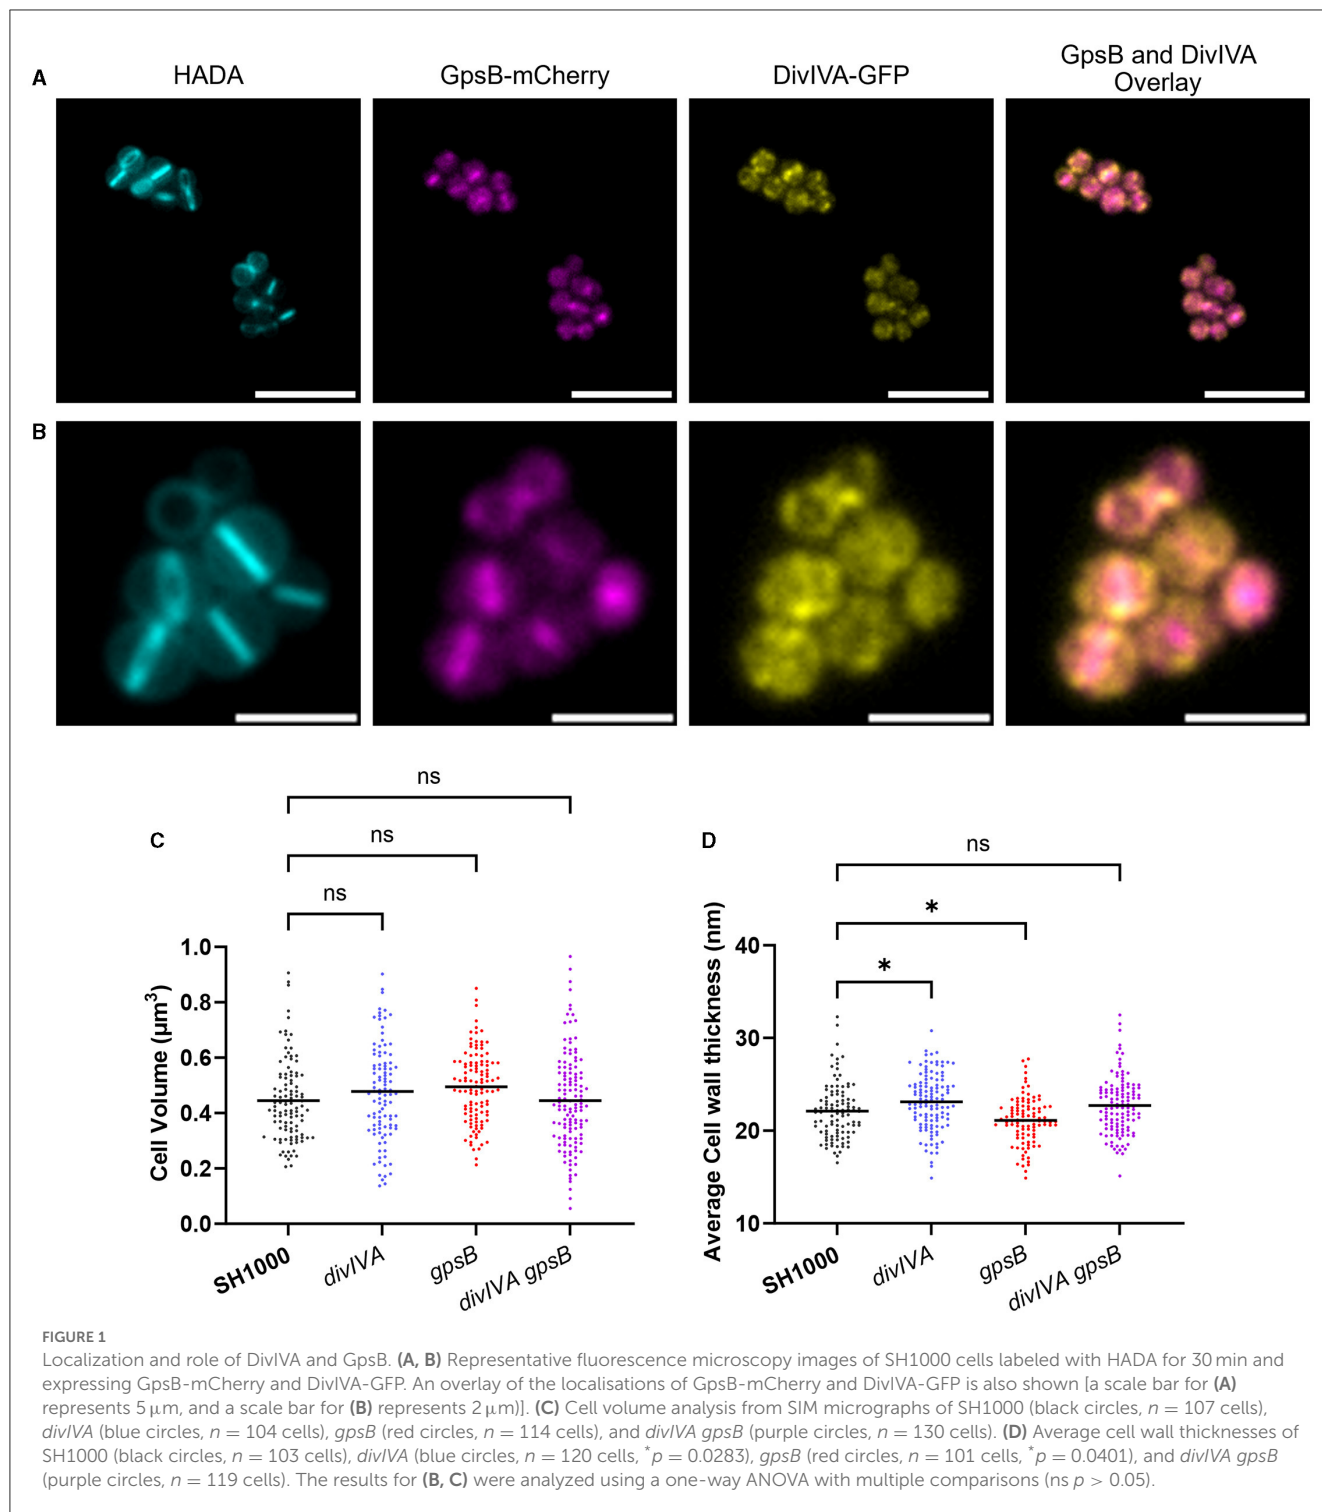 A
HADA
GpsB-mCherry
DivIVA-GFP
GpsB and DivIVA
Overlay
B
C
ns
ns
ns
Cell Volume (µm³)
1.0
0.8
0.6
0.4
0.2
0.0
SH1000
divIVA
gpsB
divIVA gpsB
D
ns
*
*
Average Cell wall thickness (nm)
40
30
20
10
SH1000
divIVA
gpsB
divIVA gpsB
FIGURE 1
Localization and role of DivIVA and GpsB. (A, B) Representative fluorescence microscopy images of SH1000 cells labeled with HADA for 30 min and
expressing GpsB-mCherry and DivIVA-GFP. An overlay of the localisations of GpsB-mCherry and DivIVA-GFP is also shown [a scale bar for (A)
represents 5 µm, and a scale bar for (B) represents 2 µm)]. (C) Cell volume analysis from SIM micrographs of SH1000 (black circles, n = 107 cells),
divIVA (blue circles, n = 104 cells), gpsB (red circles, n = 114 cells), and divIVA gpsB (purple circles, n = 130 cells). (D) Average cell wall thicknesses of
SH1000 (black circles, n = 103 cells), divIVA (blue circles, n = 120 cells, *p = 0.0283), gpsB (red circles, n = 101 cells, *p = 0.0401), and divIVA gpsB
(purple circles, n = 119 cells). The results for (B, C) were analyzed using a one-way ANOVA with multiple comparisons (ns p > 0.05).